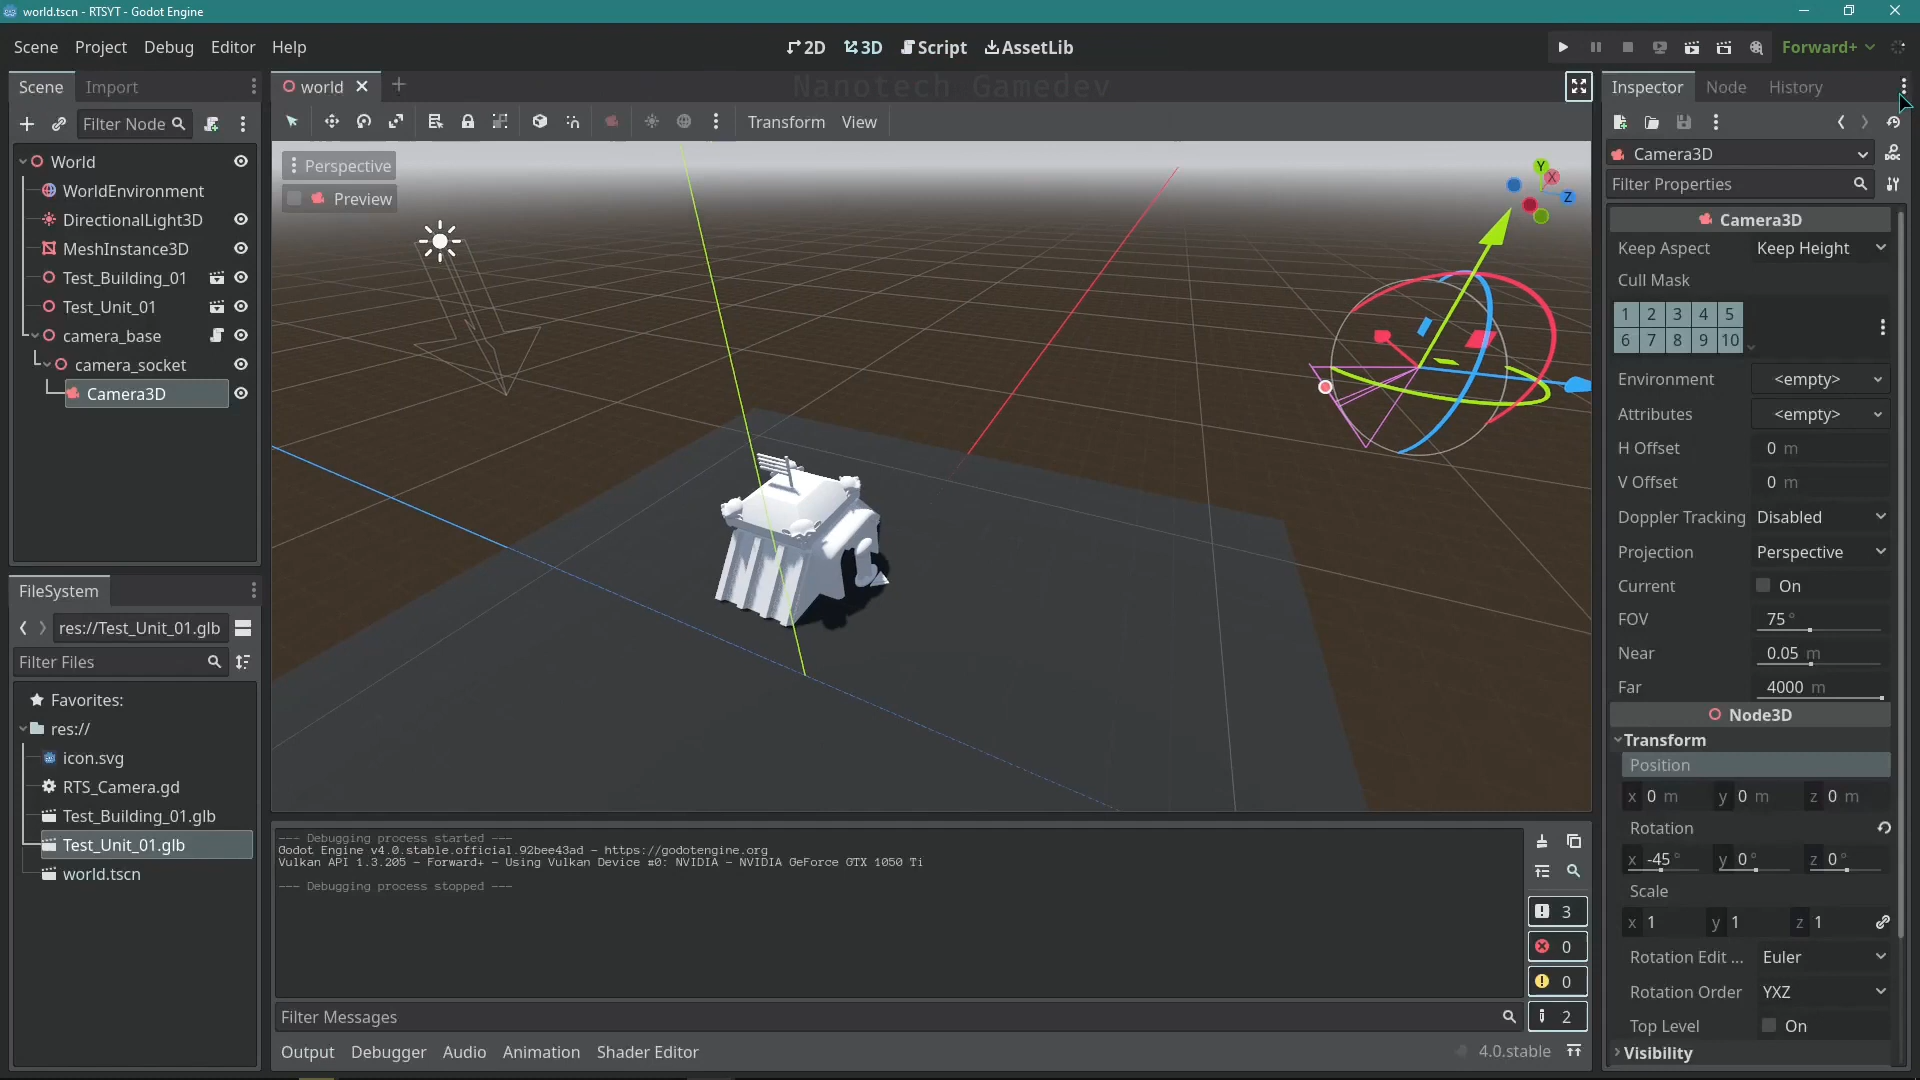 world.tscn - RTSYT - Godot Engine
Scene Project Debug Editor Help
2D 3D Script AssetLib
Forward+
Scene Import
world
Nanotech Gamedev
Inspector Node History
Filter Node
Transform View
Camera3D
Filter Properties
World
WorldEnvironment
DirectionalLight3D
MeshInstance3D
Test_Building_01
Test_Unit_01
camera_base
camera_socket
Camera3D
Perspective
Preview
Y
X
Z
Camera3D
Keep Aspect Keep Height
Cull Mask
1 2 3 4 5
6 7 8 9 10
Environment <empty>
Attributes <empty>
H Offset 0 m
V Offset 0 m
Doppler Tracking Disabled
Projection Perspective
Current On
FOV 75 °
Near 0.05 m
Far 4000 m
Node3D
Transform
Position
x 0 m y 0 m z 0 m
Rotation
x -45 ° y 0 ° z 0 °
Scale
x 1 y 1 z 1
Rotation Edit ... Euler
Rotation Order YXZ
Top Level On
Visibility
FileSystem
res://Test_Unit_01.glb
Filter Files
Favorites:
res://
icon.svg
RTS_Camera.gd
Test_Building_01.glb
Test_Unit_01.glb
world.tscn
--- Debugging process started ---
Godot Engine v4.0.stable.official.92bee43ad - https://godotengine.org
Vulkan API 1.3.205 - Forward+ - Using Vulkan Device #0: NVIDIA - NVIDIA GeForce GTX 1050 Ti
--- Debugging process stopped ---
3
0
0
2
Filter Messages
Output Debugger Audio Animation Shader Editor
4.0.stable